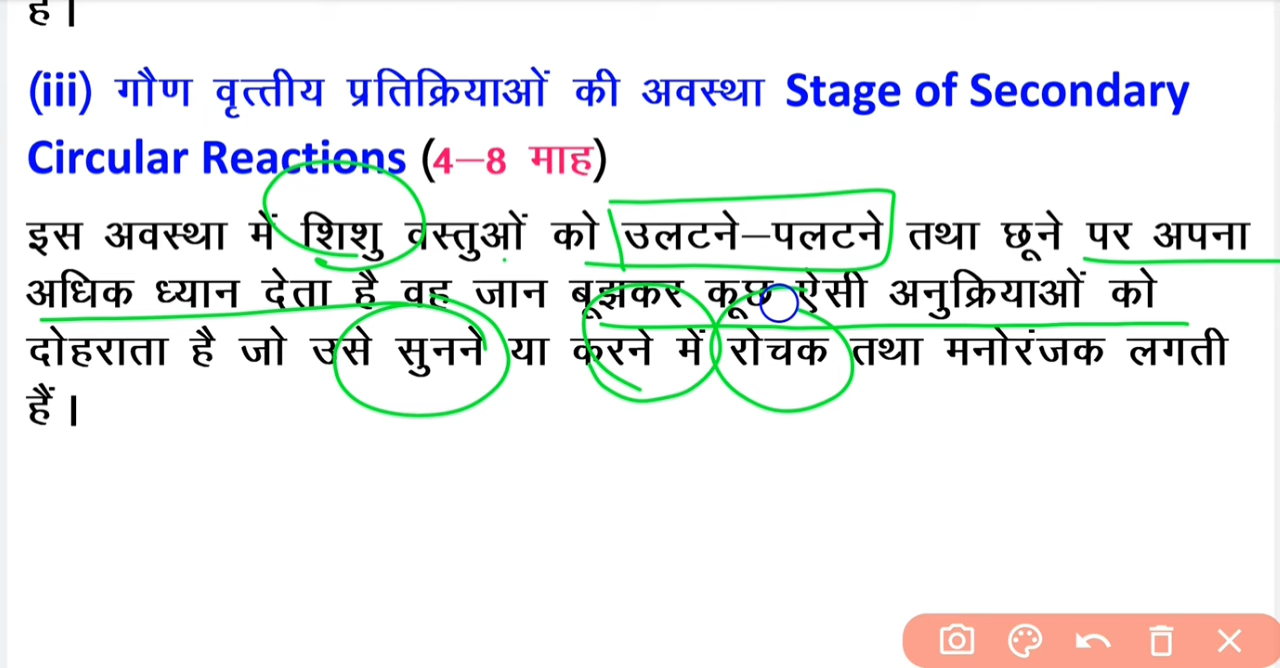 है।
(iii) गौण वृत्तीय प्रतिक्रियाओं की अवस्था Stage of Secondary
Circular Reactions (4–8 माह)
इस अवस्था में शिशु वस्तुओं को उलटने–पलटने तथा छूने पर अपना
अधिक ध्यान देता है वह जान बूझकर कूछ ऐसी अनुक्रियाओं को
दोहराता है जो उसे सुनने या करने में रोचक तथा मनोरंजक लगती
हैं।